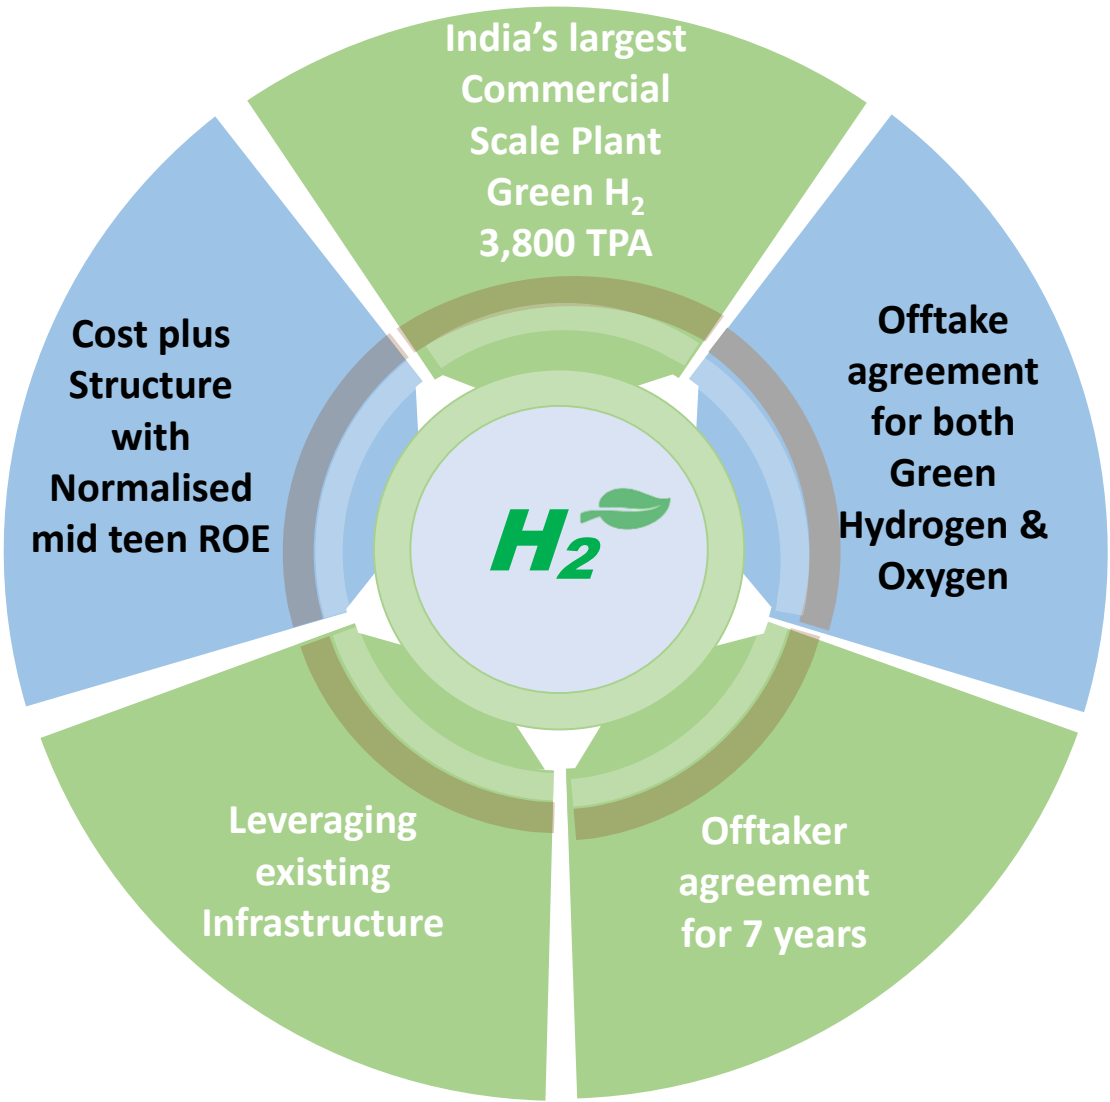 India’s largest
Commercial
Scale Plant
Green H₂
3,800 TPA
Offtake
agreement
for both
Green
Hydrogen &
Oxygen
Offtaker
agreement
for 7 years
Leveraging
existing
Infrastructure
Cost plus
Structure
with
Normalised
mid teen ROE
H₂